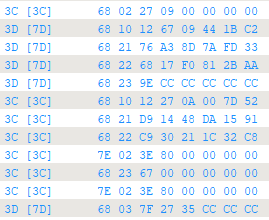 3C [3C] 68 02 27 09 00 00 00 00
3D [7D] 68 10 12 67 09 44 1B C2
3D [7D] 68 21 76 A3 8D 7A FD 33
3D [7D] 68 22 68 17 F0 81 2B AA
3D [7D] 68 23 9E CC CC CC CC CC
3C [3C] 68 10 12 27 0A 00 7D 52
3C [3C] 68 21 D9 14 48 DA 15 91
3C [3C] 68 22 C9 30 21 1C 32 C8
3C [3C] 7E 02 3E 80 00 00 00 00
3C [3C] 68 23 67 00 00 00 00 00
3C [3C] 7E 02 3E 80 00 00 00 00
3D [7D] 68 03 7F 27 35 CC CC CC